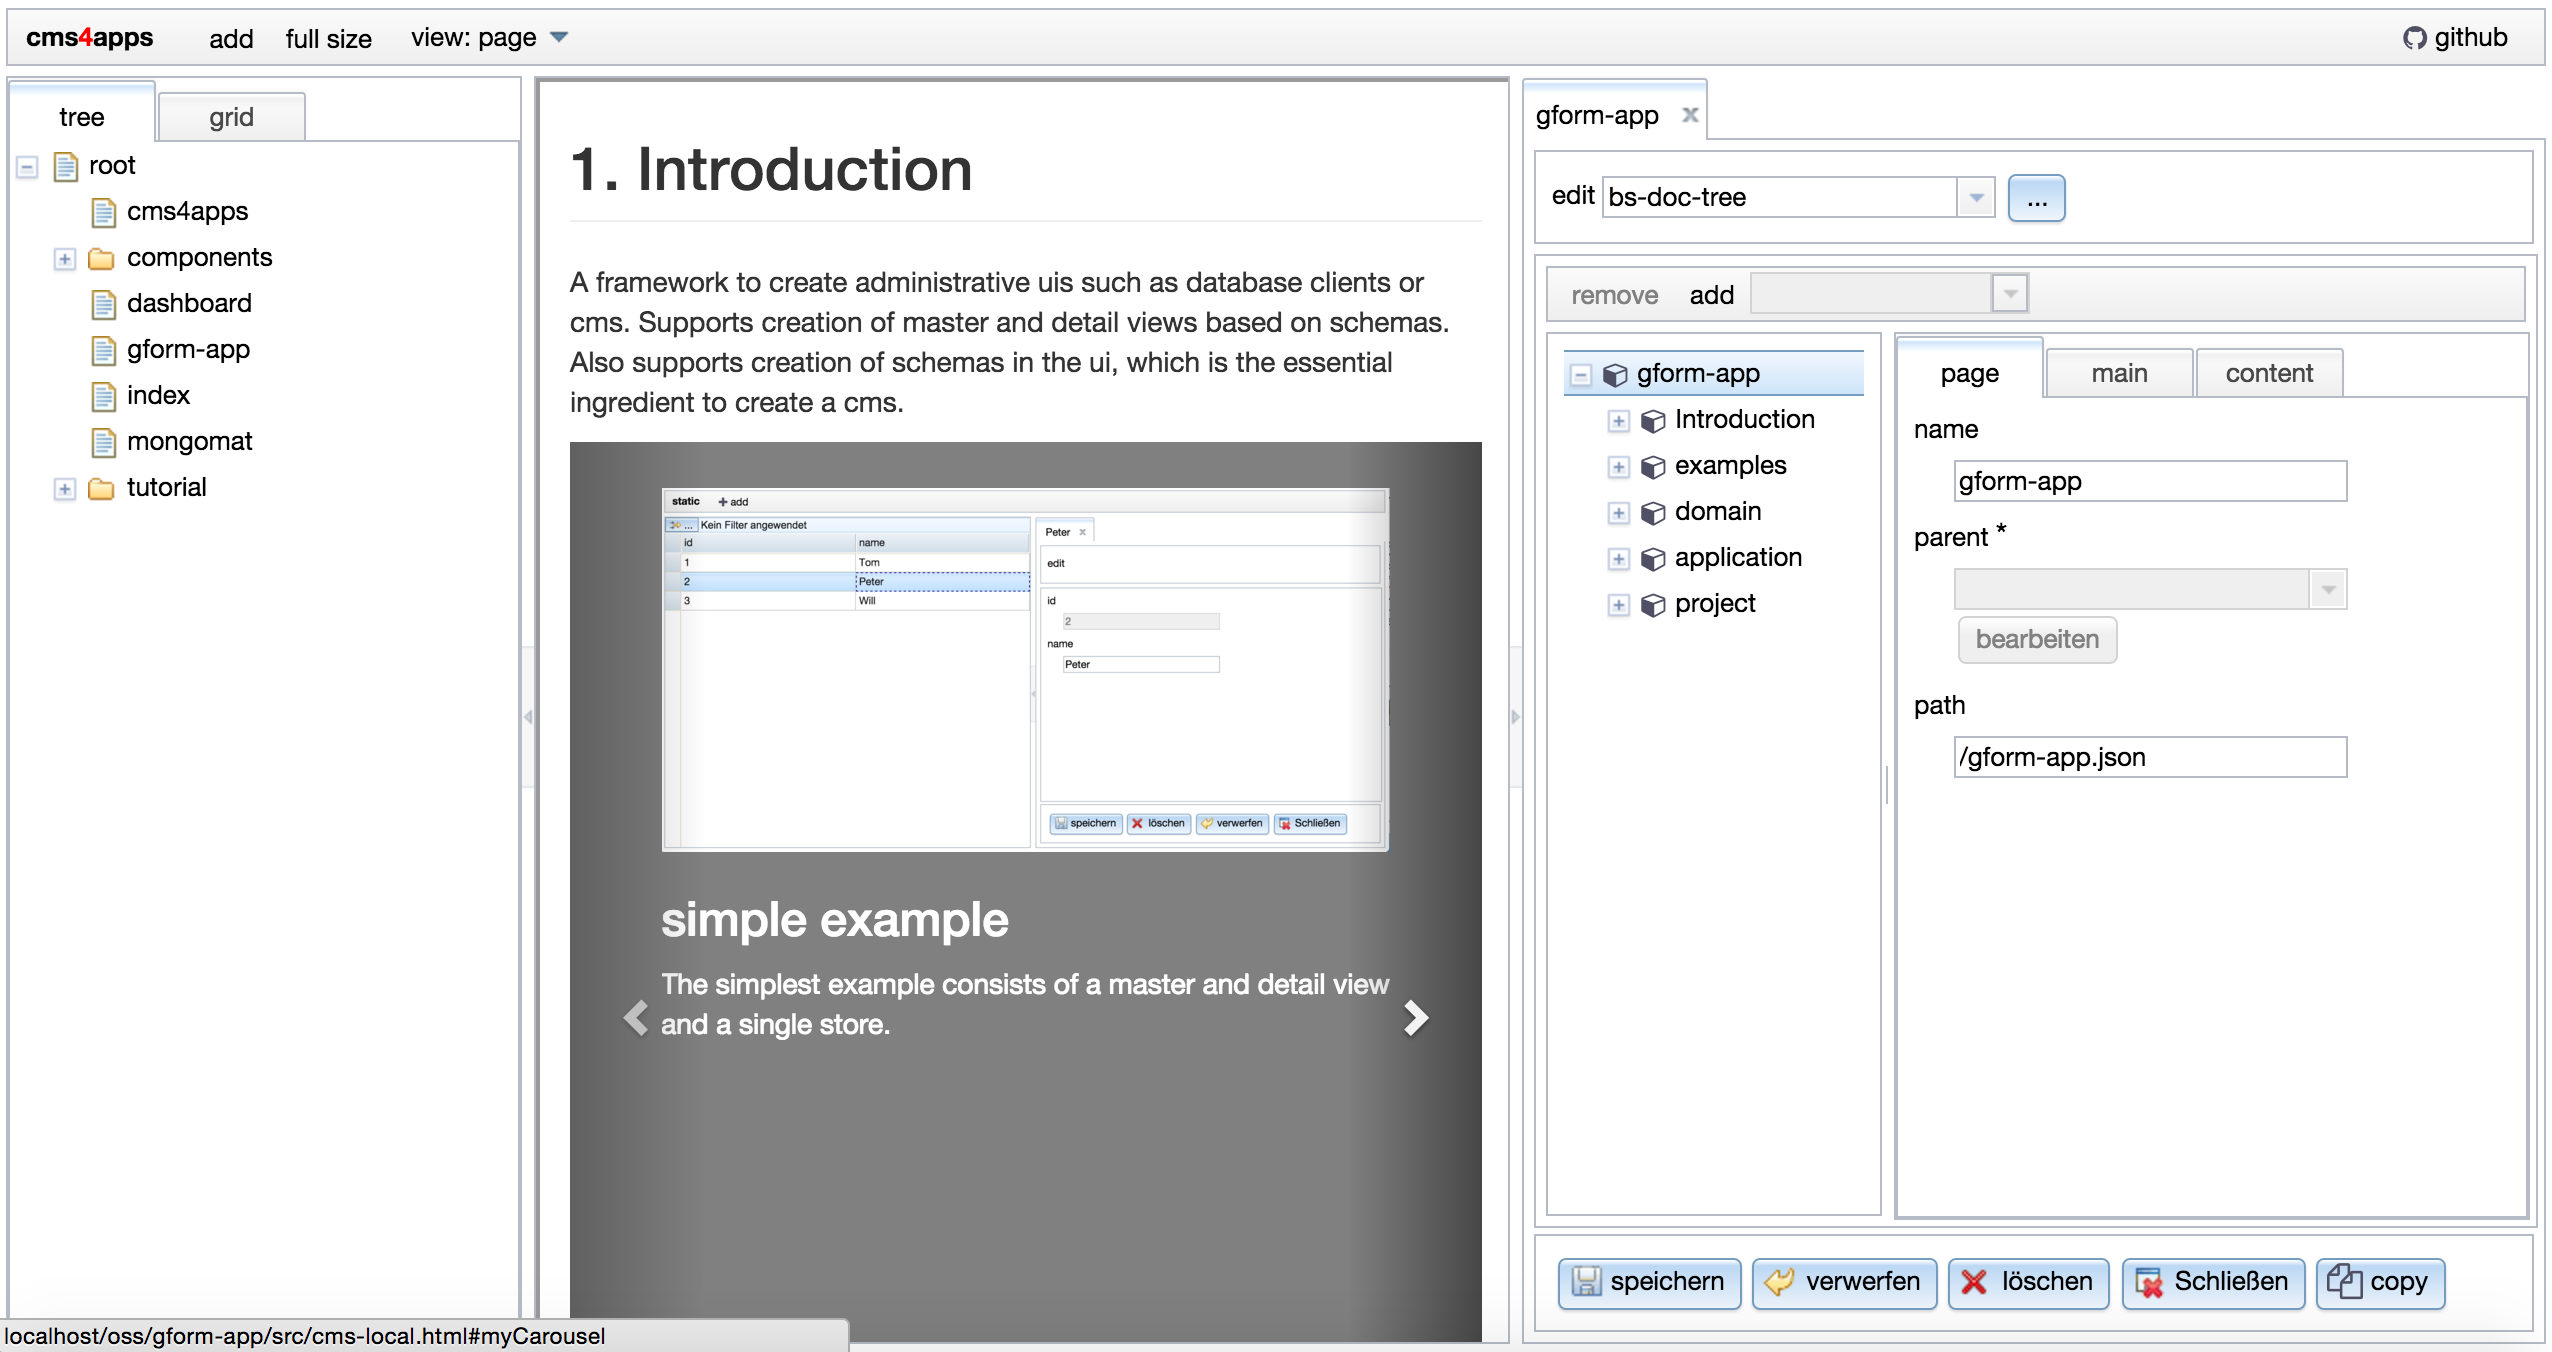 cms4apps add full size view: page github
tree grid
root
cms4apps
components
dashboard
gform-app
index
mongomat
tutorial
1. Introduction
A framework to create administrative uis such as database clients or
cms. Supports creation of master and detail views based on schemas.
Also supports creation of schemas in the ui, which is the essential
ingredient to create a cms.
static + add
... Kein Filter angewendet
id name
1 Tom
2 Peter
3 Will
Peter x
edit
id
2
name
Peter
speichern löschen verwerfen Schließen
simple example
The simplest example consists of a master and detail view
and a single store.
gform-app x
edit bs-doc-tree ...
remove add
gform-app
Introduction
examples
domain
application
project
page main content
name
gform-app
parent *
bearbeiten
path
/gform-app.json
speichern verwerfen löschen Schließen copy
localhost/oss/gform-app/src/cms-local.html#myCarousel